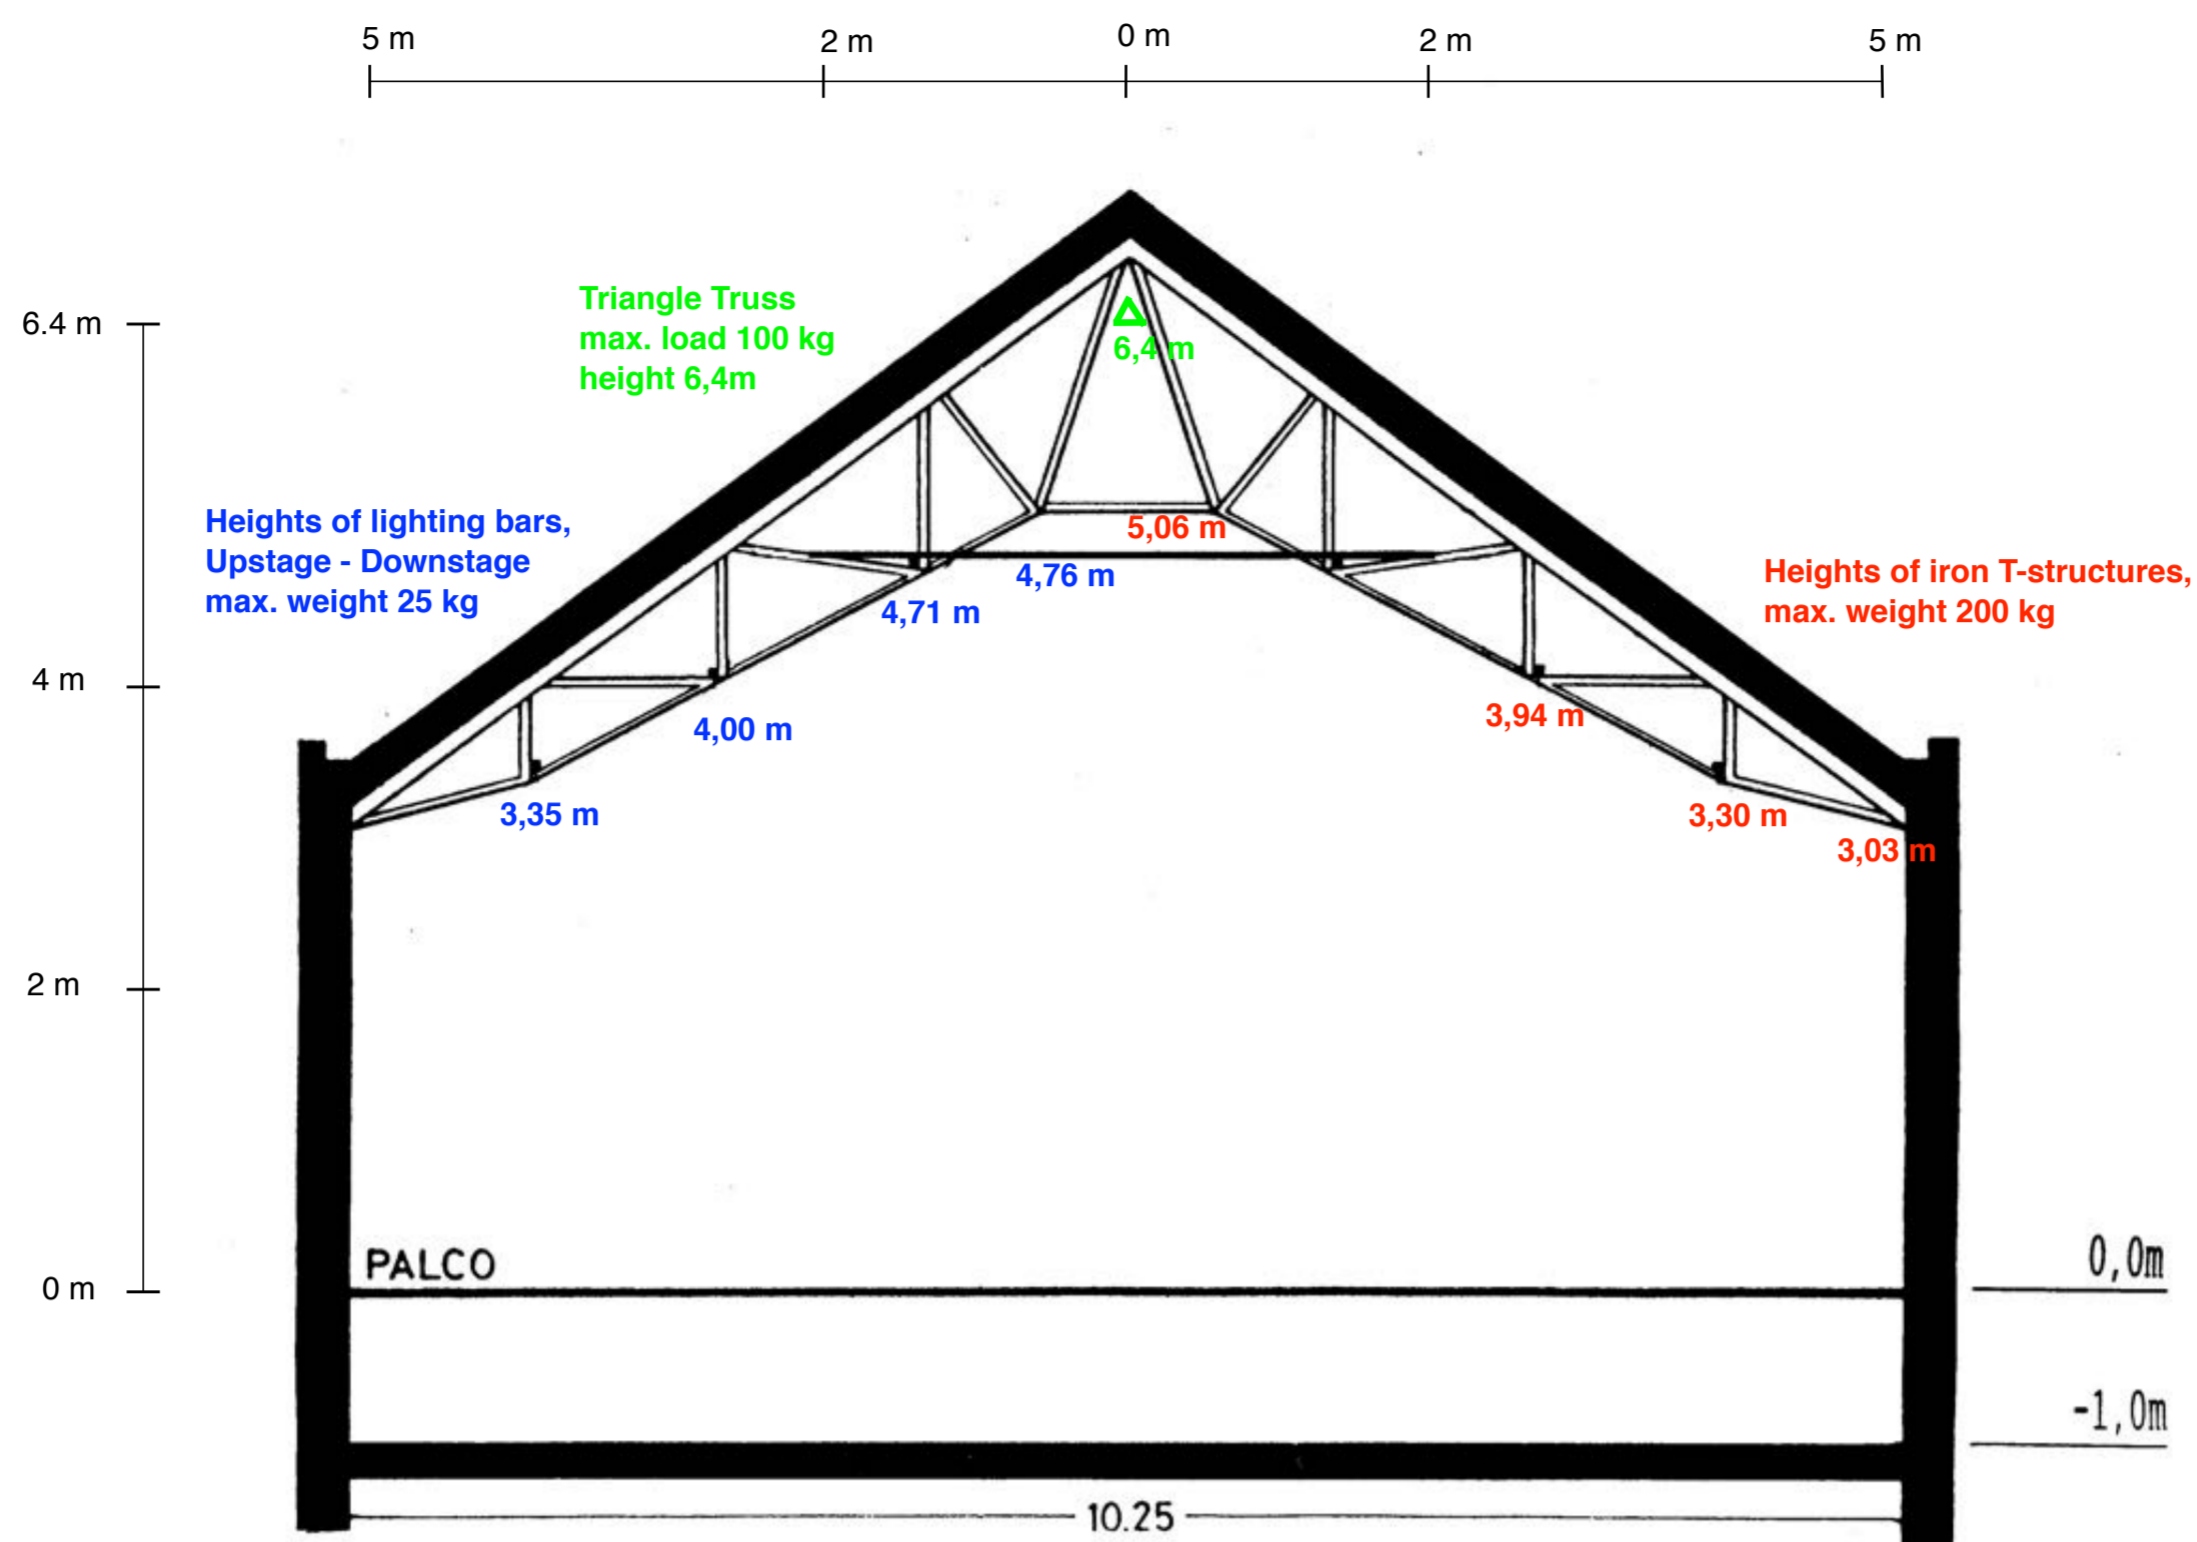 5 m
2 m
0 m
2 m
5 m
6.4 m
4 m
2 m
0 m
Triangle Truss
max. load 100 kg
height 6,4m
6,4 m
Heights of lighting bars,
Upstage - Downstage
max. weight 25 kg
5,06 m
4,76 m
4,71 m
Heights of iron T-structures,
max. weight 200 kg
4,00 m
3,94 m
3,35 m
3,30 m
3,03 m
PALCO
0,0m
-1,0m
10.25